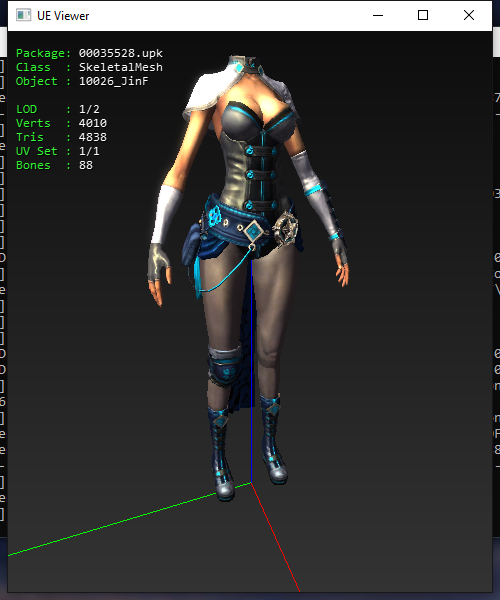 UE Viewer
Package: 00035528.upk
Class : SkeletalMesh
Object : 10026_JinF
LOD : 1/2
Verts : 4010
Tris : 4838
UV Set : 1/1
Bones : 88